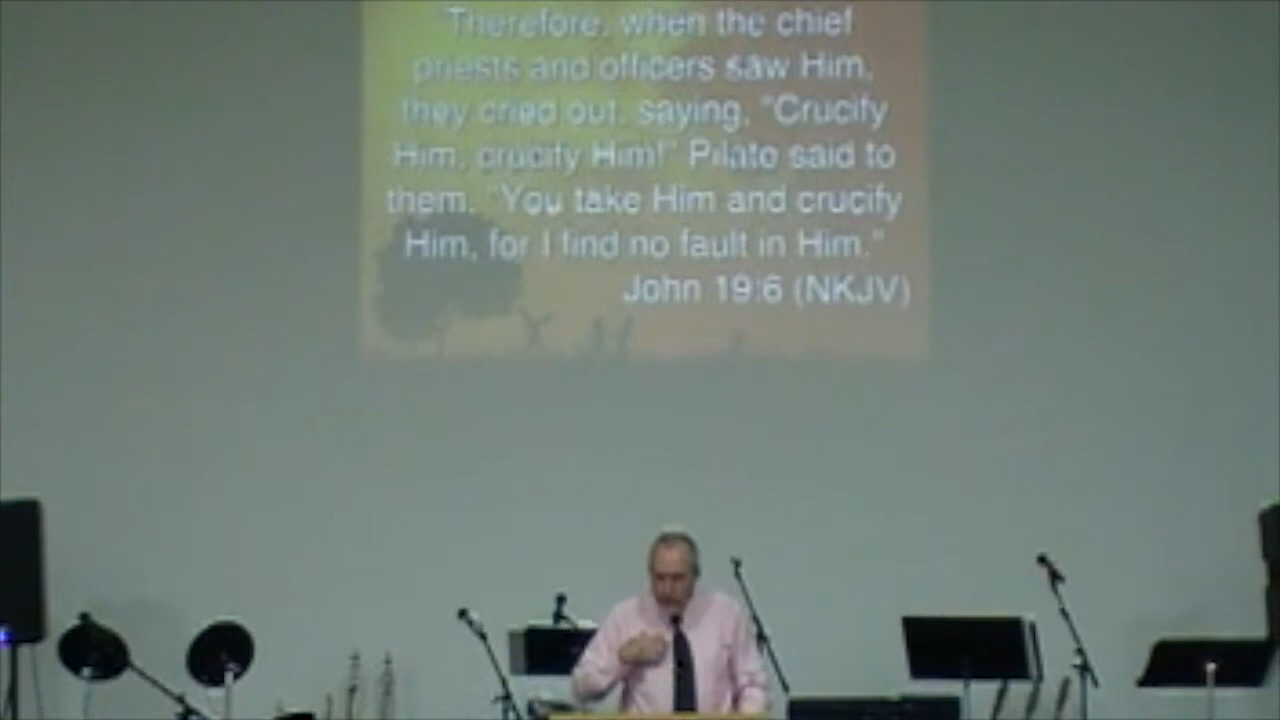 "Therefore, when the chief
priests and officers saw Him,
they cried out, saying, "Crucify
Him, crucify Him!" Pilate said to
them, "You take Him and crucify
Him, for I find no fault in Him."
John 19:6 (NKJV)